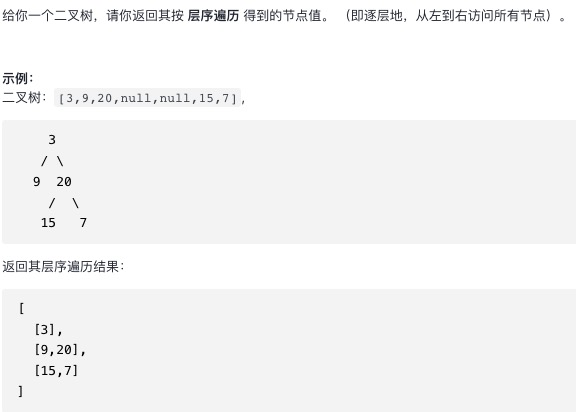 给你一个二叉树，请你返回其按 层序遍历 得到的节点值。 （即逐层地，从左到右访问所有节点）。
示例：
二叉树：[3,9,20,null,null,15,7],
3
/ \
9  20
/  \
15   7
返回其层序遍历结果：
[
[3],
[9,20],
[15,7]
]